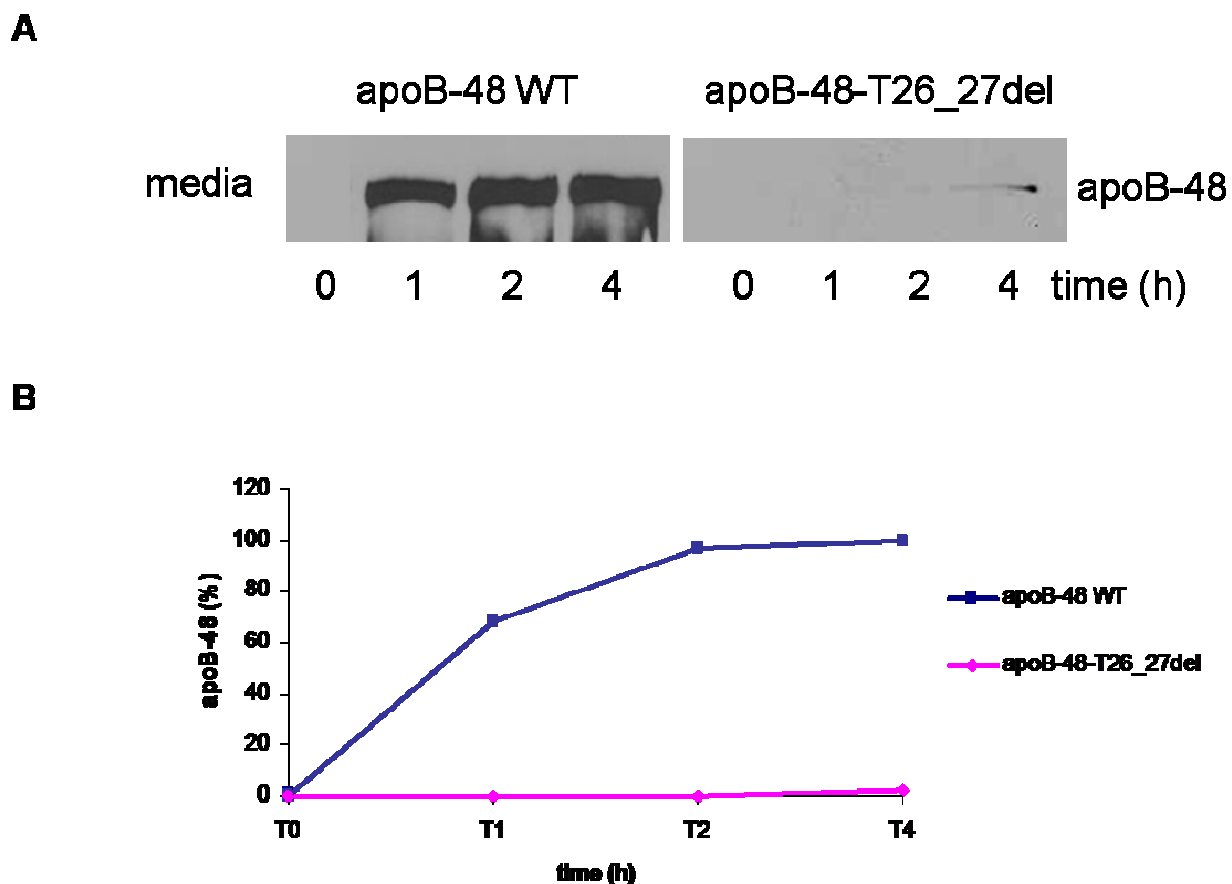 A
apoB-48 WT apoB-48-T26_27del
media apoB-48
0 1 2 4 0 1 2 4 time (h)
B
120
100
80
60
40
20
0
apoB-48 (%)
T0 T1 T2 T4
time (h)
apoB-48 WT
apoB-48-T26_27del